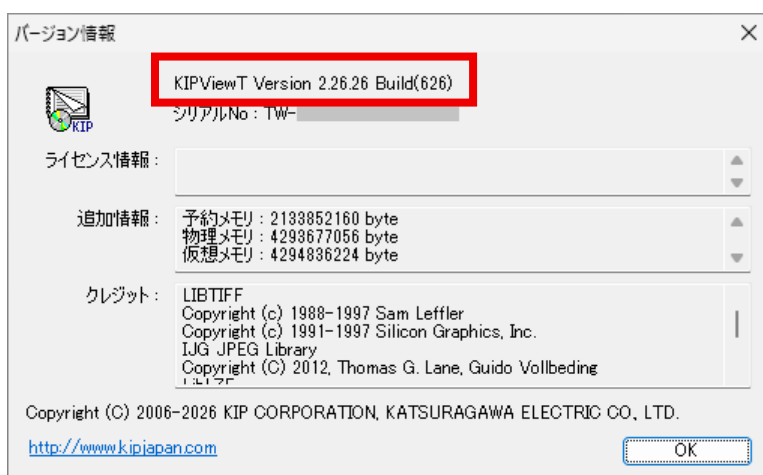 バージョン情報
KIPViewT Version 2.26.26 Build(626)
KIP
シリアルNo : TW-
ライセンス情報 :
追加情報 :
予約メモリ : 2133852160 byte
物理メモリ : 4293677056 byte
仮想メモリ : 4294836224 byte
クレジット :
LIBTIFF
Copyright (c) 1988-1997 Sam Leffler
Copyright (c) 1991-1997 Silicon Graphics, Inc.
IJG JPEG Library
Copyright (C) 2012, Thomas G. Lane, Guido Vollbeding
Copyright (C) 2006-2026 KIP CORPORATION, KATSURAGAWA ELECTRIC CO., LTD.
http://www.kipjapan.com
OK